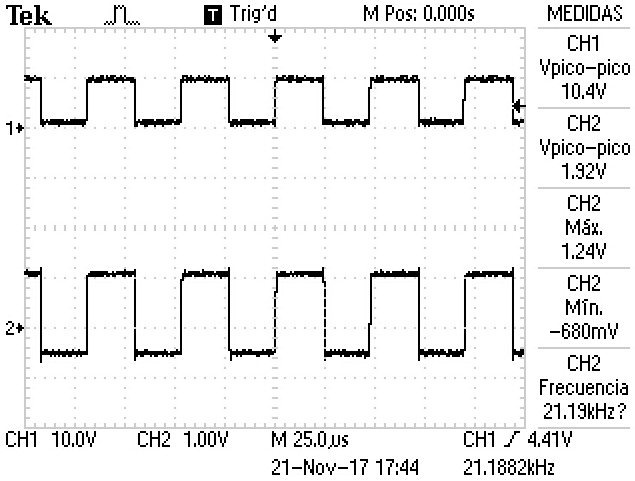 Tek T Trig'd M Pos: 0.000s MEDIDAS
CH1
Vpico-pico
10.4V
1
CH2
Vpico-pico
1.92V
CH2
Máx.
1.24V
CH2
Mín.
-680mV
2
CH2
Frecuencia
21.19kHz?
CH1 10.0V CH2 1.00V M 25.0µs CH1 4.41V
21-Nov-17 17:44 21.1882kHz